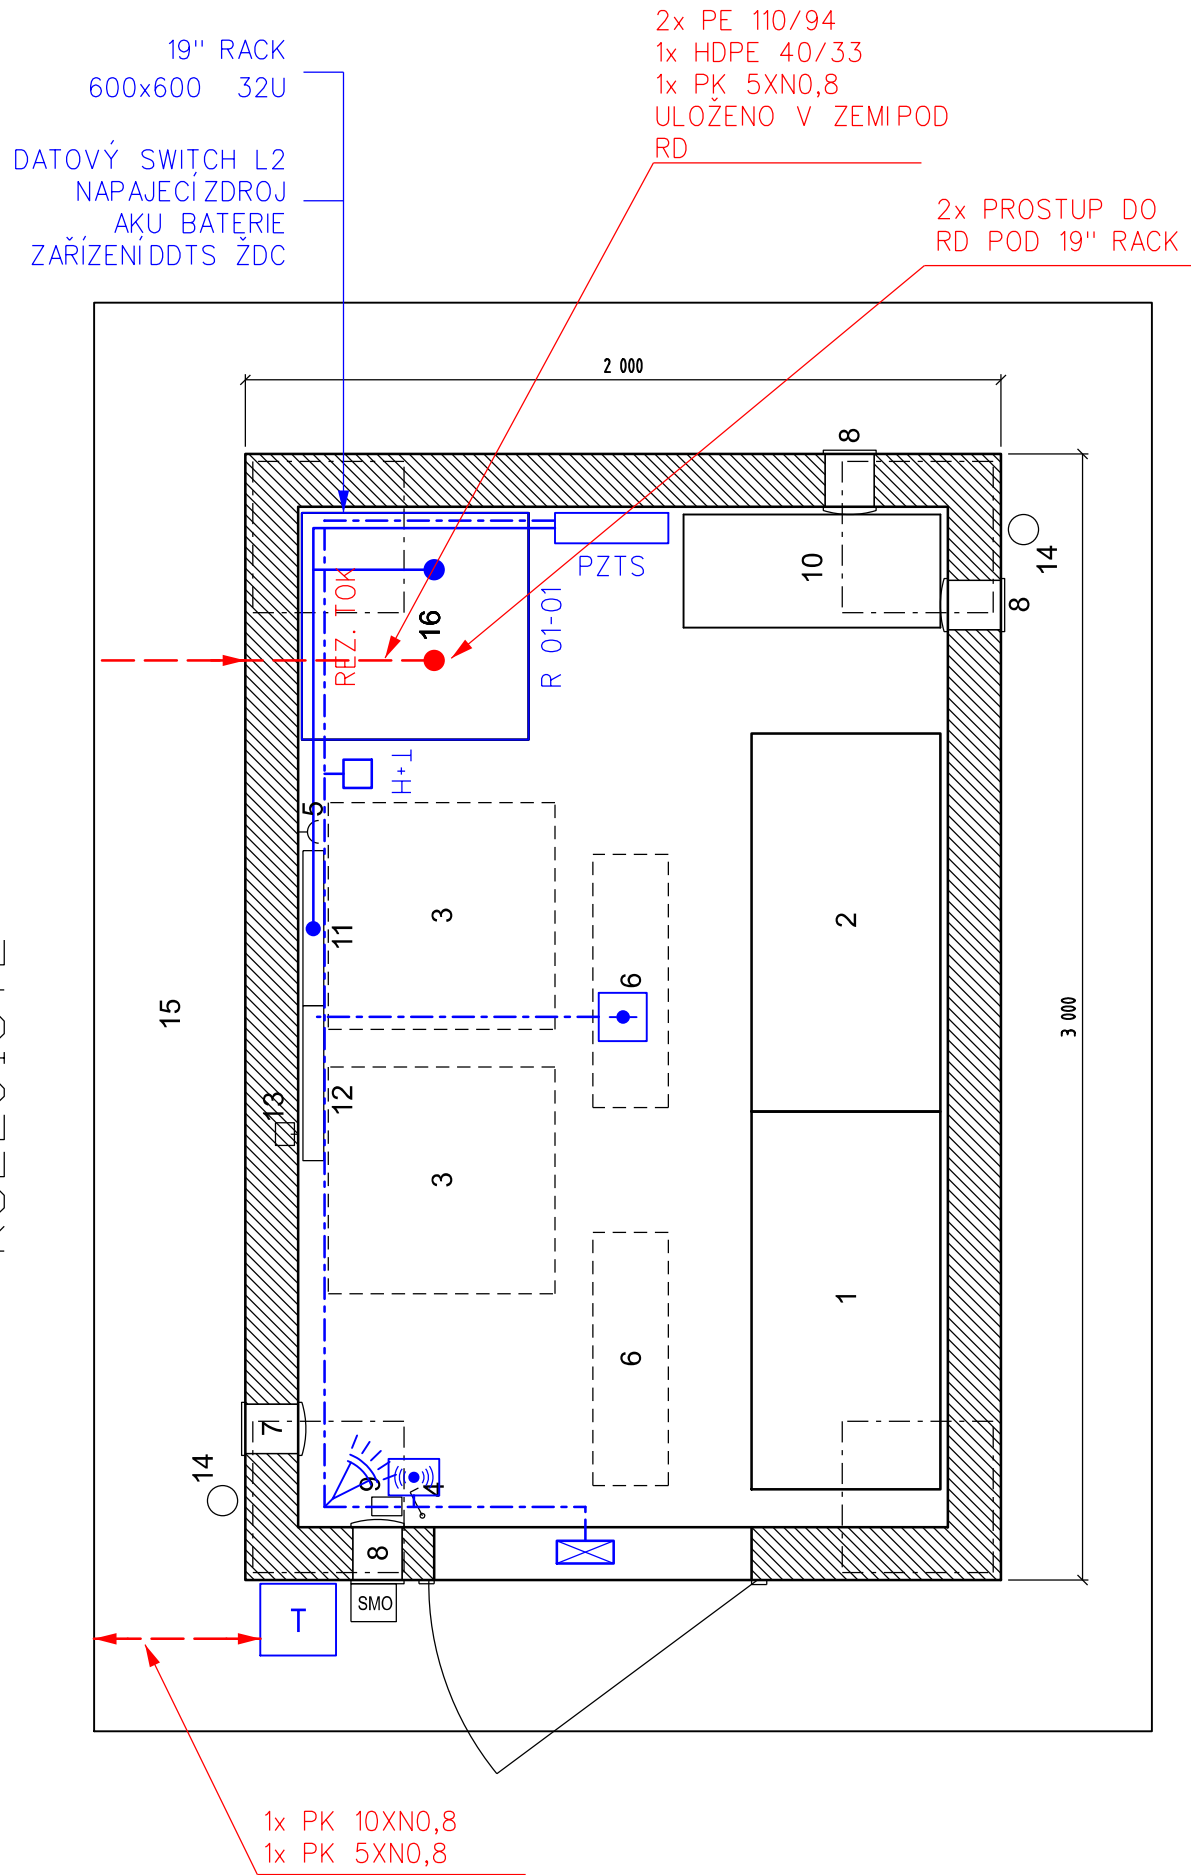 2x PE 110/94
1x HDPE 40/33
1x PK 5XN0,8
ULOŽENO V ZEMI POD
RD
19" RACK
600x600 32U
DATOVÝ SWITCH L2
NAPAJECÍ ZDROJ
AKU BATERIE
ZAŘÍZENÍ DDTS ŽDC
2x PROSTUP DO
RD POD 19" RACK
2 000
8
14
10
8
PZTS
REZ. TOK
16
R 01-01
T+H
5
3
11
6
2
15
3 000
13
12
3
1
6
7
14
9
4
8
SMO
T
1x PK 10XN0,8
1x PK 5XN0,8